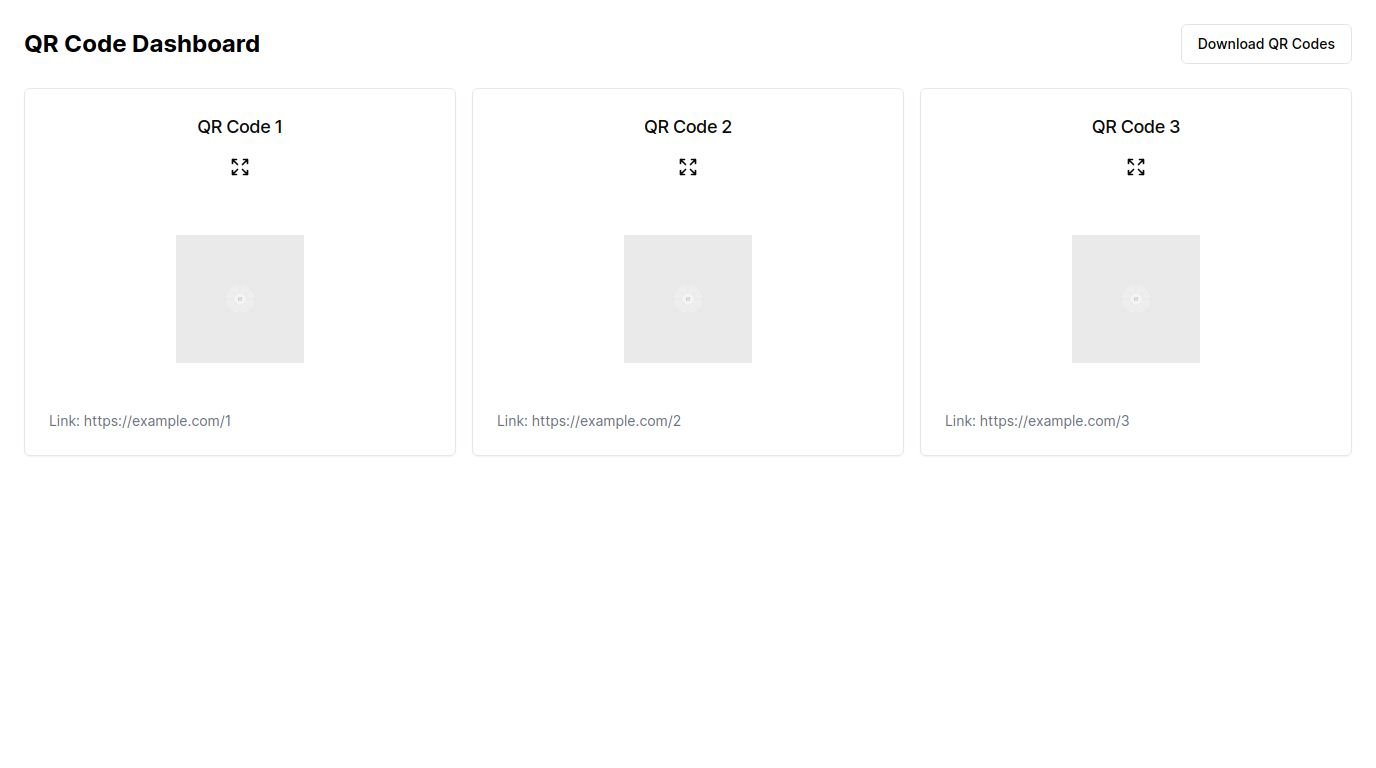 QR Code Dashboard
Download QR Codes
QR Code 1
QR Code 2
QR Code 3
Link: https://example.com/1
Link: https://example.com/2
Link: https://example.com/3